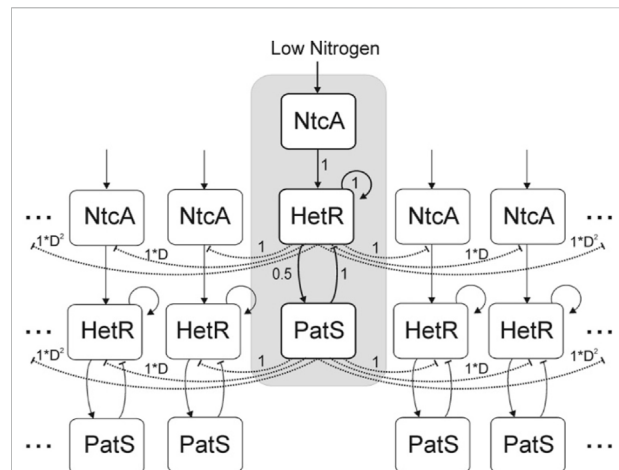 Low Nitrogen
NtcA
1
... NtcA NtcA HetR 1 NtcA NtcA ...
1*D² 1*D 1 1 1*D 1*D²
0.5 1
... HetR HetR PatS HetR HetR ...
1*D² 1*D 1 1 1*D 1*D²
... PatS PatS PatS PatS ...